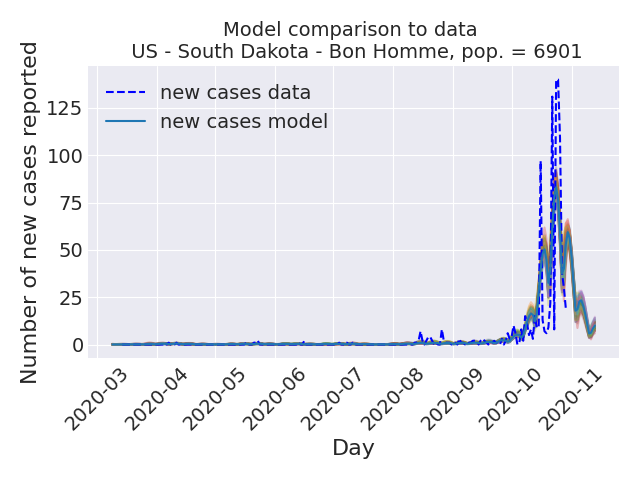 Model comparison to data
US - South Dakota - Bon Homme, pop. = 6901
Number of new cases reported
new cases data
new cases model
125
100
75
50
25
0
2020-03
2020-04
2020-05
2020-06
2020-07
2020-08
2020-09
2020-10
2020-11
Day